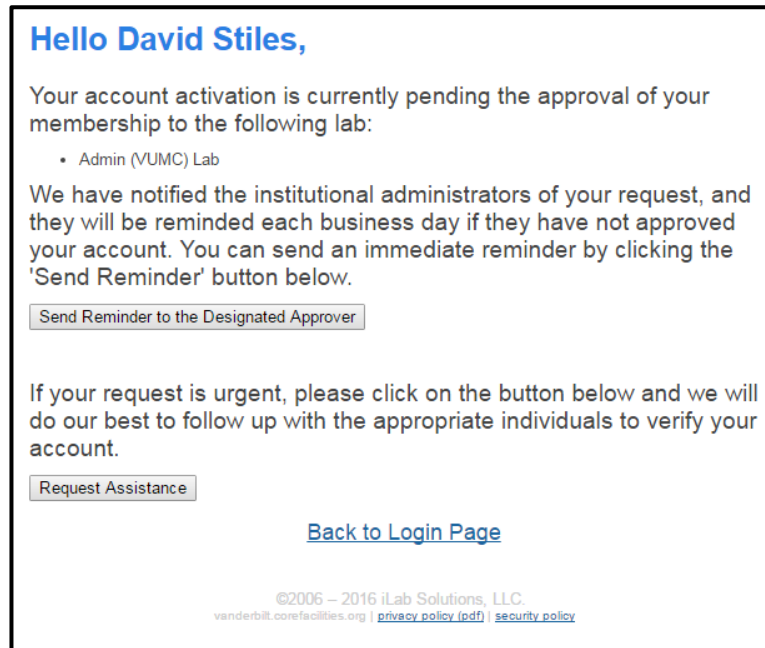 Hello David Stiles,
Your account activation is currently pending the approval of your
membership to the following lab:
• Admin (VUMC) Lab
We have notified the institutional administrators of your request, and
they will be reminded each business day if they have not approved
your account. You can send an immediate reminder by clicking the
'Send Reminder' button below.
Send Reminder to the Designated Approver
If your request is urgent, please click on the button below and we will
do our best to follow up with the appropriate individuals to verify your
account.
Request Assistance
Back to Login Page
©2006 – 2016 iLab Solutions, LLC.
vanderbilt.corefacilities.org | privacy policy (pdf) | security policy